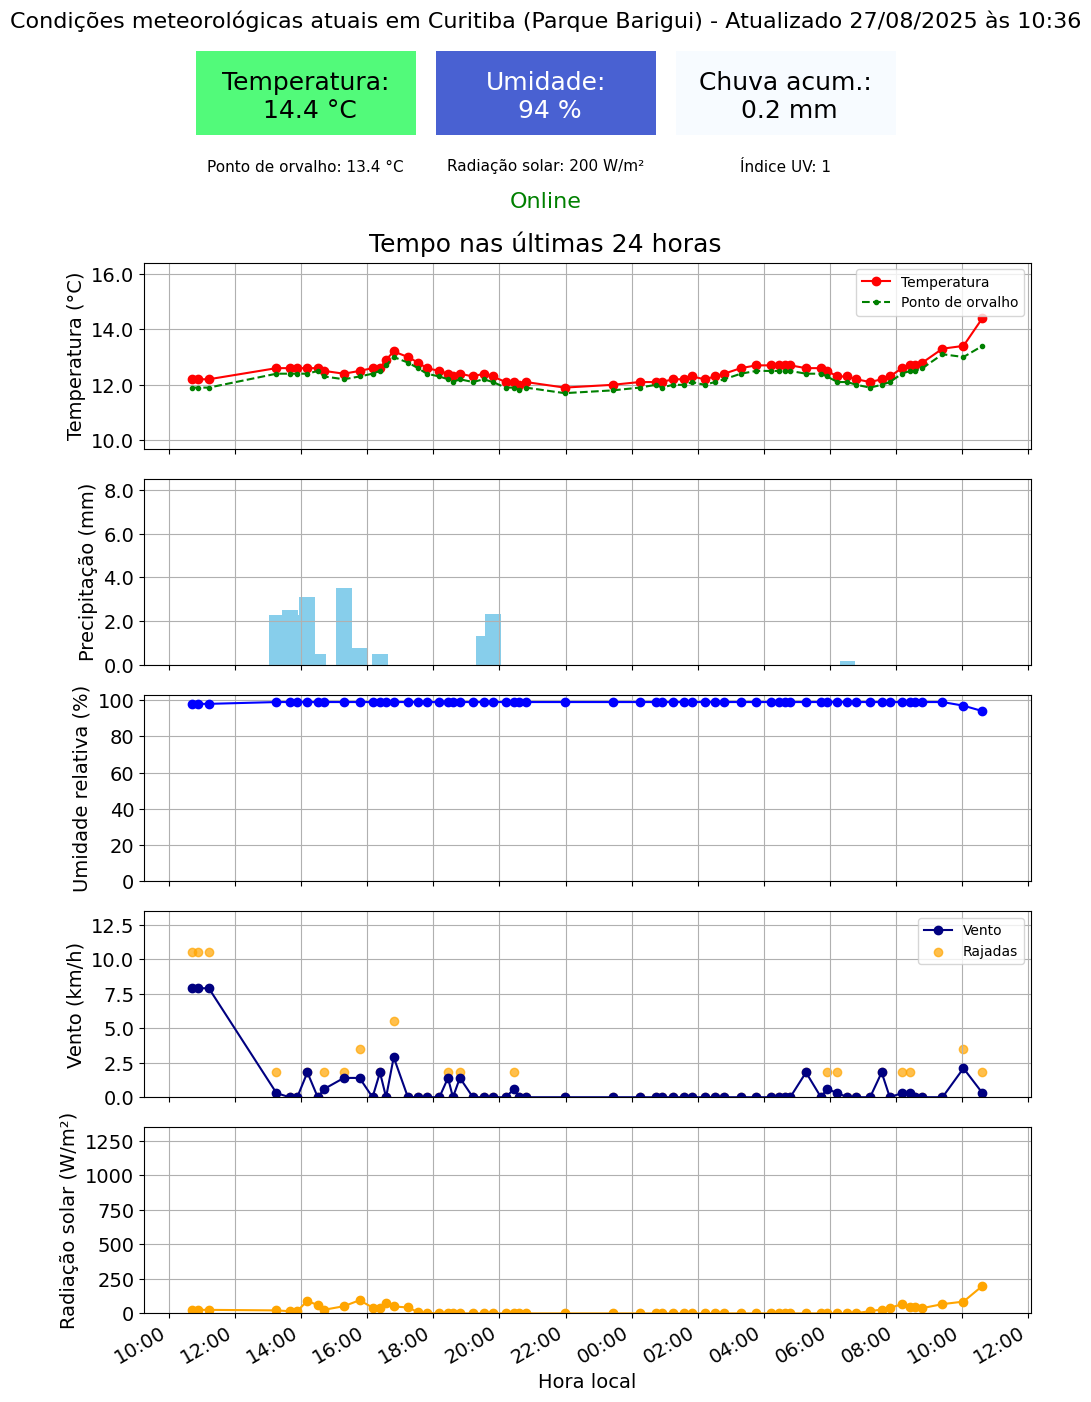 Condições meteorológicas atuais em Curitiba (Parque Barigui) - Atualizado 27/08/2025 às 10:36
Temperatura:
14.4 °C
Umidade:
94 %
Chuva acum.:
0.2 mm
Ponto de orvalho: 13.4 °C
Radiação solar: 200 W/m²
Índice UV: 1
Online
Tempo nas últimas 24 horas
Temperatura (°C)
16.0
14.0
12.0
10.0
Temperatura
Ponto de orvalho
Precipitação (mm)
8.0
6.0
4.0
2.0
0.0
Umidade relativa (%)
100
80
60
40
20
0
Vento (km/h)
12.5
10.0
7.5
5.0
2.5
0.0
Vento
Rajadas
Radiação solar (W/m²)
1250
1000
750
500
250
0
10:00
12:00
14:00
16:00
18:00
20:00
22:00
00:00
02:00
04:00
06:00
08:00
10:00
12:00
Hora local